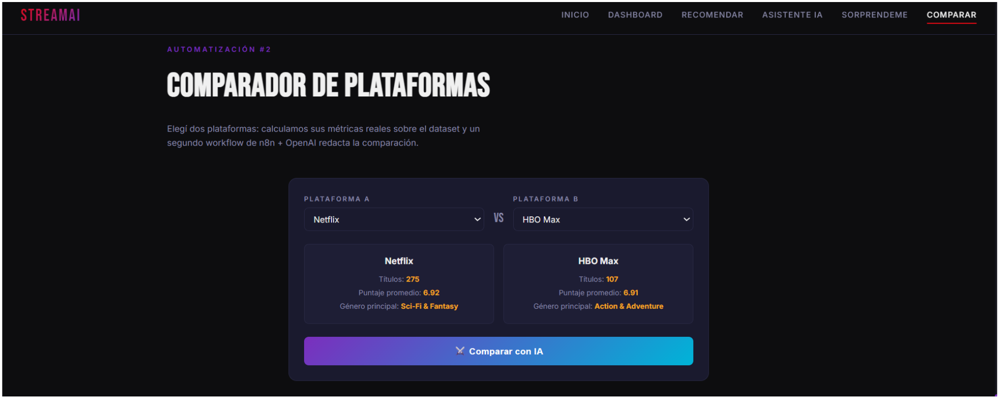 STREAMAI
INICIO DASHBOARD RECOMENDAR ASISTENTE IA SORPRENDEME COMPARAR
AUTOMATIZACIÓN #2
COMPARADOR DE PLATAFORMAS
Elegí dos plataformas: calculamos sus métricas reales sobre el dataset y un
segundo workflow de n8n + OpenAI redacta la comparación.
PLATAFORMA A
Netflix
VS
PLATAFORMA B
HBO Max
Netflix
Títulos: 275
Puntaje promedio: 6.92
Género principal: Sci-Fi & Fantasy
HBO Max
Títulos: 107
Puntaje promedio: 6.91
Género principal: Action & Adventure
Comparar con IA